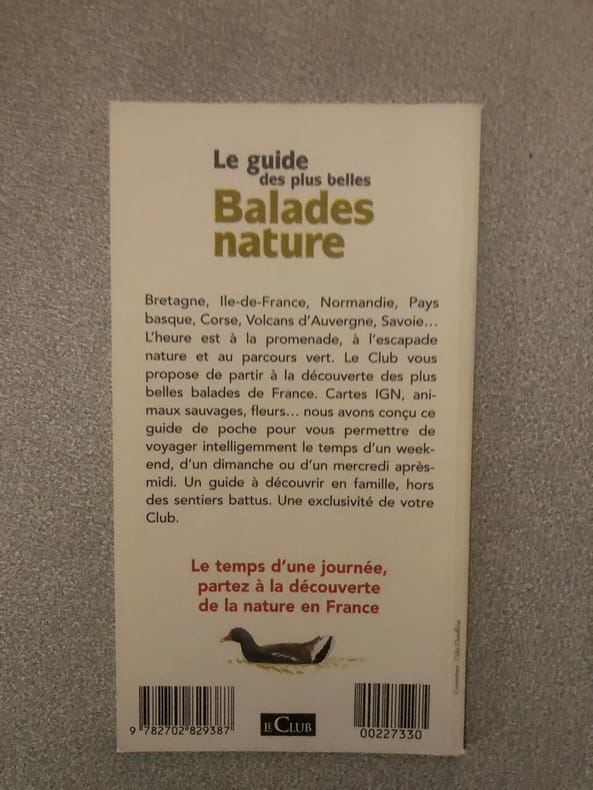 Le guide
des plus belles
Balades
nature
Bretagne, Ile-de-France, Normandie, Pays
basque, Corse, Volcans d'Auvergne, Savoie...
L'heure est à la promenade, à l'escapade
nature et au parcours vert. Le Club vous
propose de partir à la découverte des plus
belles balades de France. Cartes IGN, ani-
maux sauvages, fleurs... nous avons conçu ce
guide de poche pour vous permettre de
voyager intelligemment le temps d'un week-
end, d'un dimanche ou d'un mercredi après-
midi. Un guide à découvrir en famille, hors
des sentiers battus. Une exclusivité de votre
Club.
Le temps d'une journée,
partez à la découverte
de la nature en France
9 782702 829387
LE CLUB
00227330